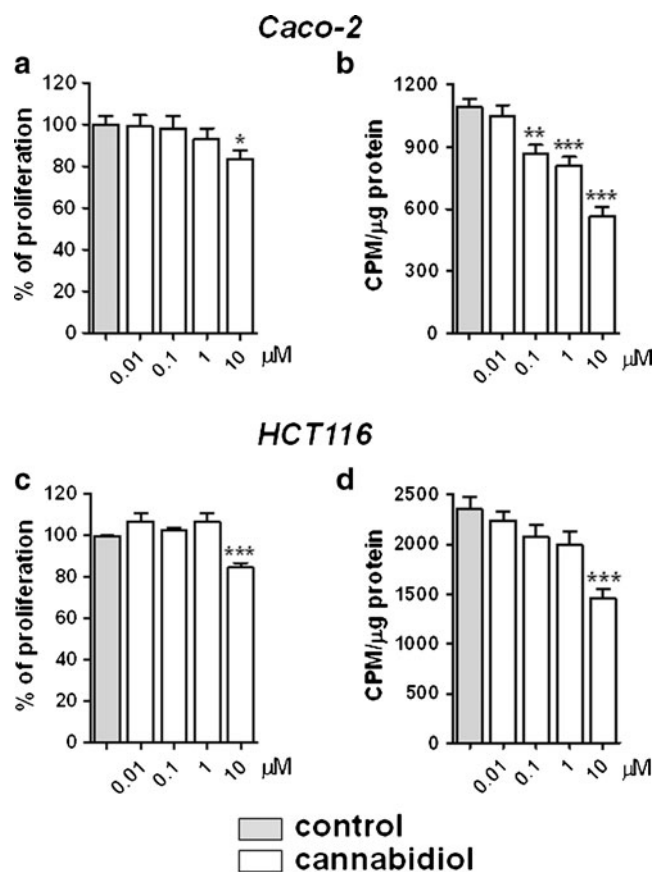 Caco-2
a
% of proliferation
120
100
80
60
40
20
0
*
0.01 0.1 1 10 µM
b
CPM/µg protein
1200
900
600
300
0
** *** ***
0.01 0.1 1 10 µM
HCT116
c
% of proliferation
120
100
80
60
40
20
0
***
0.01 0.1 1 10 µM
d
CPM/µg protein
2500
2000
1500
1000
500
0
***
0.01 0.1 1 10 µM
control
cannabidiol